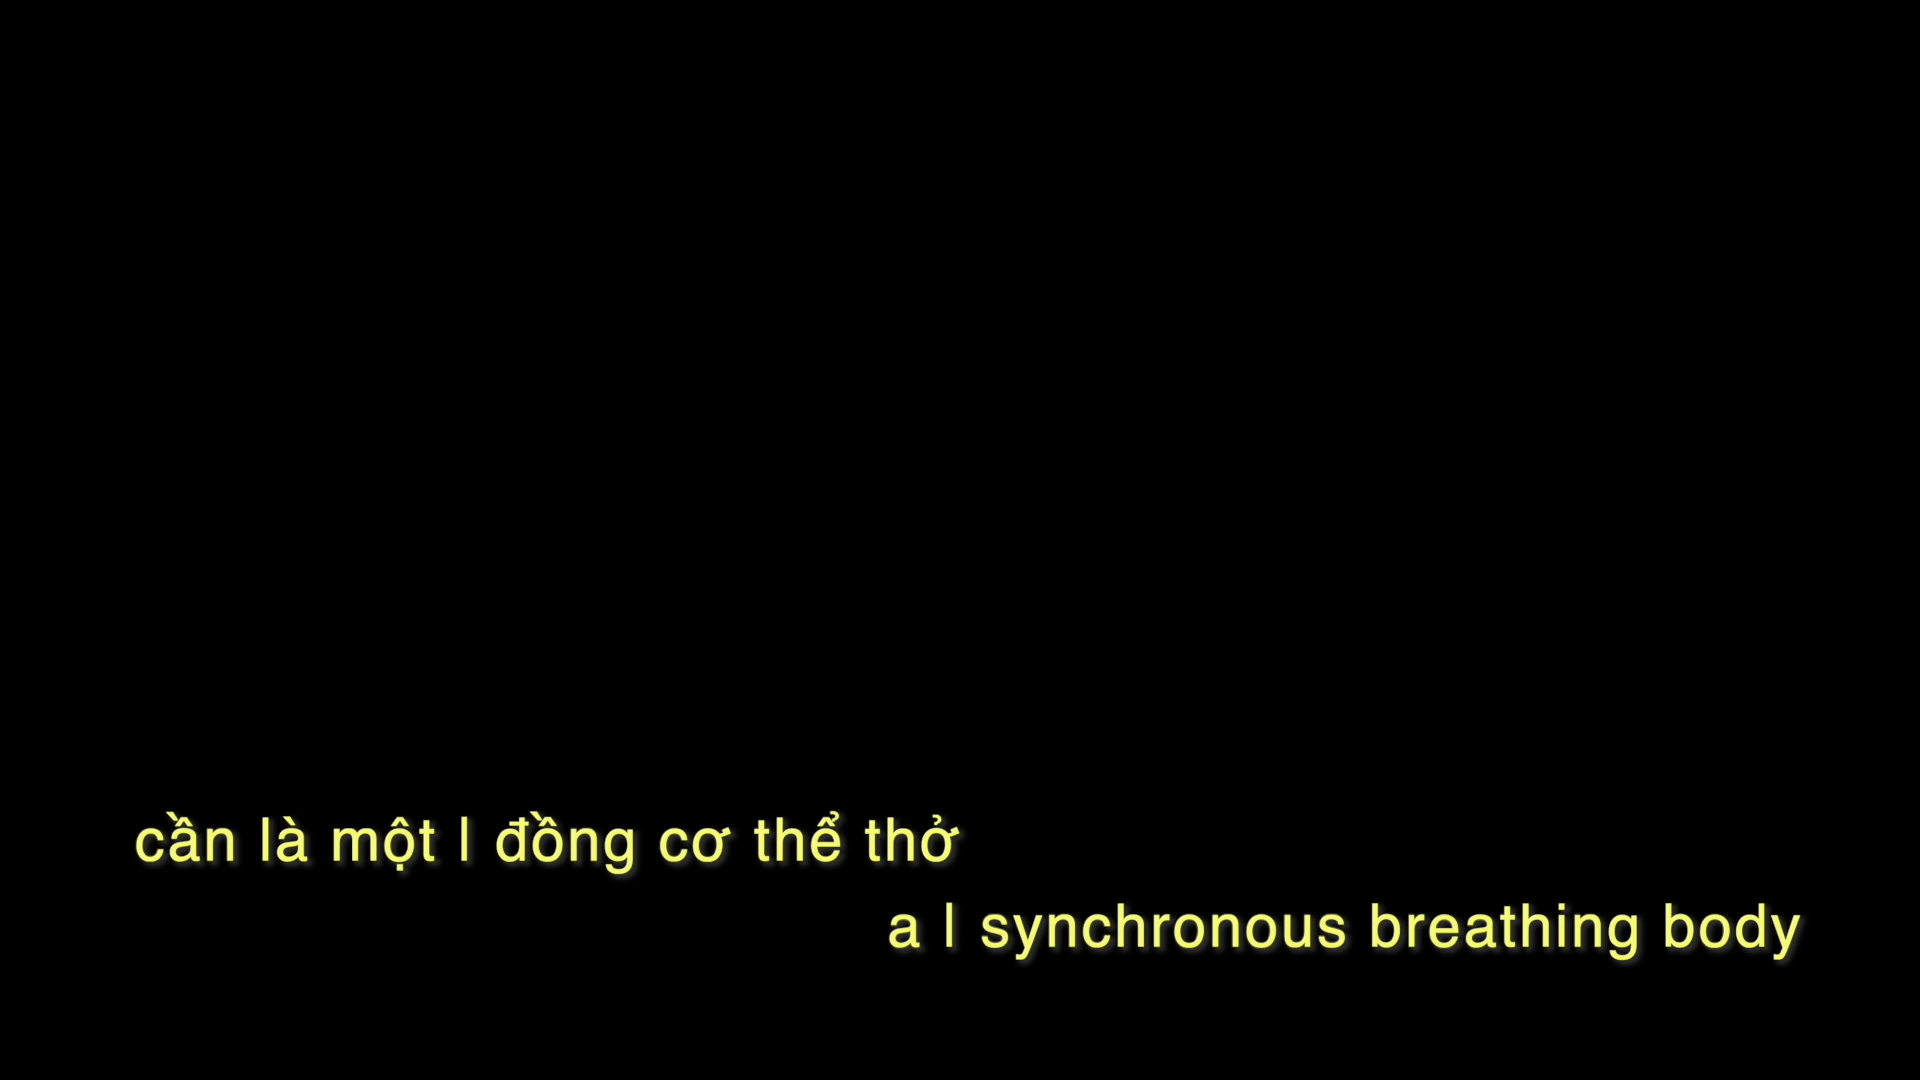 cần là một l đồng cơ thể thở
a l synchronous breathing body